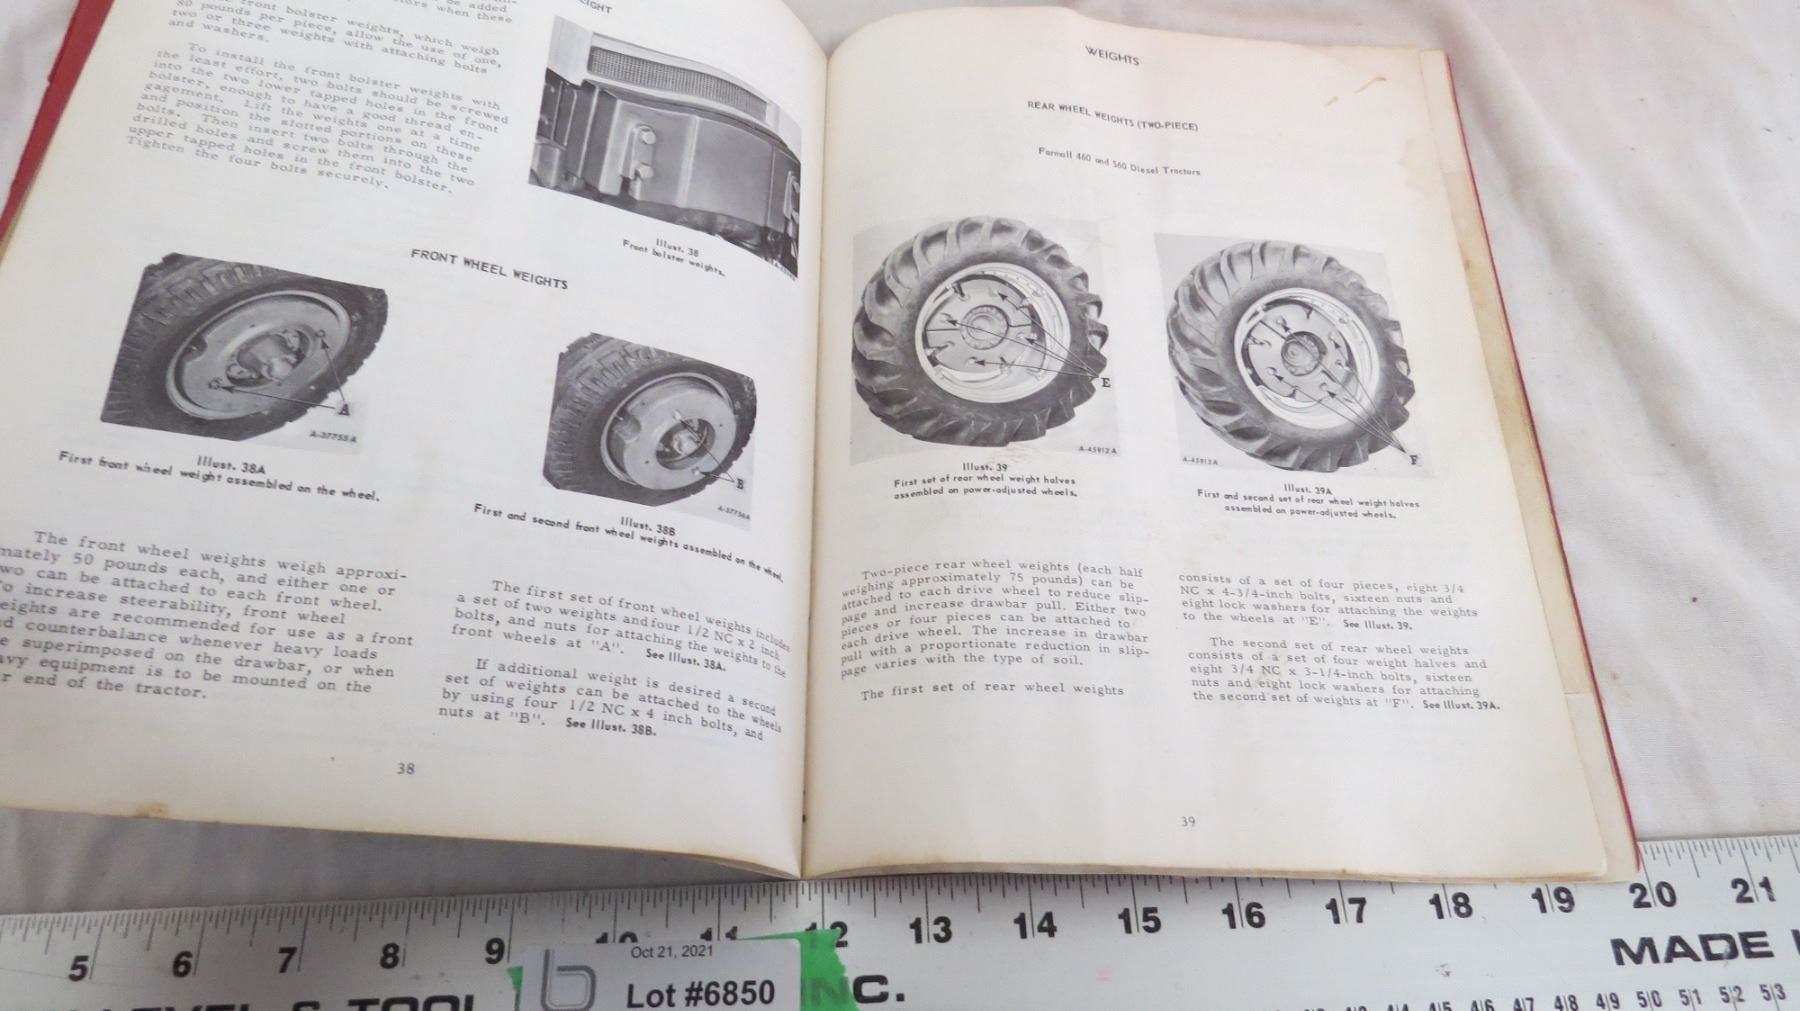 be added
when these
front bolster weights, which weigh
80 pounds per piece, allow the use of one,
two or three weights with attaching bolts
and washers.
To install the front bolster weights with
the least effort, two bolts should be screwed
into the two lower tapped holes in the front
bolster, enough to have a good thread en-
gagement. Lift the weights one at a time
and position the slotted portions on these
bolts. Then insert two bolts through the
drilled holes and screw them into the two
upper tapped holes in the front bolster.
Tighten the four bolts securely.
Illust. 38
Front bolster weights.
FRONT WHEEL WEIGHTS
A
A-37755A
Illust. 38A
First front wheel weight assembled on the wheel.
B
A-37756A
Illust. 38B
First and second front wheel weights assembled on the wheel.
The front wheel weights weigh approxi-
mately 50 pounds each, and either one or
two can be attached to each front wheel.
To increase steerability, front wheel
weights are recommended for use as a front
counterbalance whenever heavy loads
superimposed on the drawbar, or when
heavy equipment is to be mounted on the
end of the tractor.
The first set of front wheel weights includes
a set of two weights and four 1/2 NC x 2 inch
bolts, and nuts for attaching the weights to the
front wheels at "A". See Illust. 38A.
If additional weight is desired a second
set of weights can be attached to the wheels
by using four 1/2 NC x 4 inch bolts, and
nuts at "B". See Illust. 38B.
38
WEIGHTS
REAR WHEEL WEIGHTS (TWO-PIECE)
Farmall 460 and 560 Diesel Tractors
E
A-45912A
Illust. 39
First set of rear wheel weight halves
assembled on power-adjusted wheels.
F
A-45913A
Illust. 39A
First and second set of rear wheel weight halves
assembled on power-adjusted wheels.
Two-piece rear wheel weights (each half
weighing approximately 75 pounds) can be
attached to each drive wheel to reduce slip-
page and increase drawbar pull. Either two
pieces or four pieces can be attached to
each drive wheel. The increase in drawbar
pull with a proportionate reduction in slip-
page varies with the type of soil.
The first set of rear wheel weights
consists of a set of four pieces, eight 3/4
NC x 4-3/4-inch bolts, sixteen nuts and
eight lock washers for attaching the weights
to the wheels at "E". See Illust. 39.
The second set of rear wheel weights
consists of a set of four weight halves and
eight 3/4 NC x 3-1/4-inch bolts, sixteen
nuts and eight lock washers for attaching
the second set of weights at "F". See Illust. 39A.
39
5 6 7 8 9 10 11 12 13 14 15 16 17 18 19 20 21
MADE
& TOOL INC.
Oct 21, 2021
Lot #6850
44 45 46 47 48 49 50 51 52 53